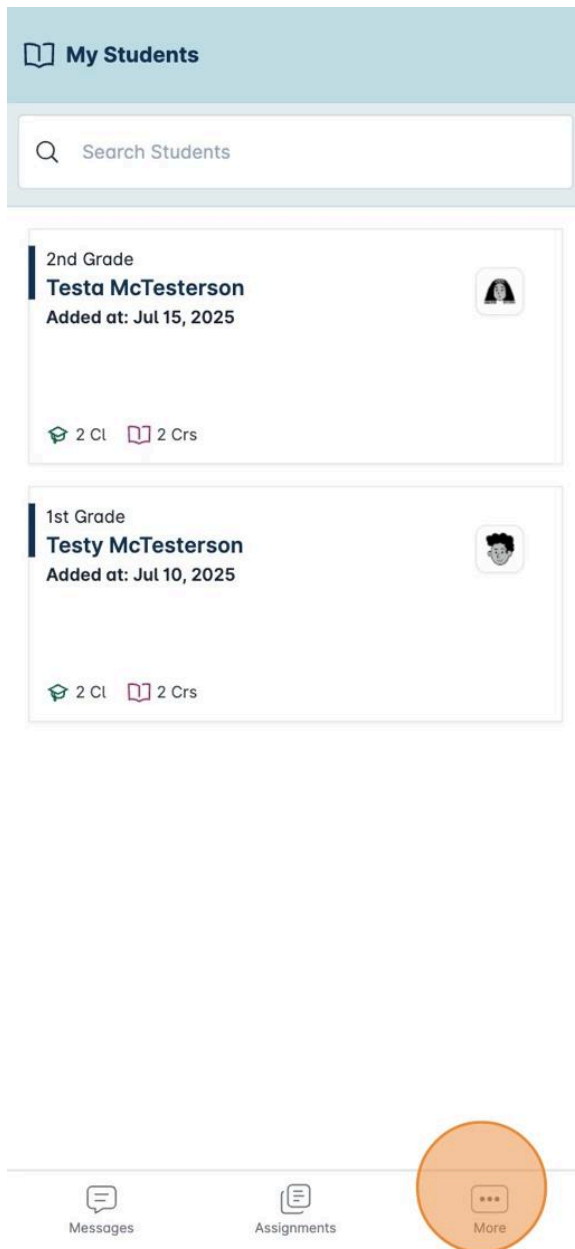 My Students
Search Students
2nd Grade
Testa McTesterson
Added at: Jul 15, 2025
2 Cl 2 Crs
1st Grade
Testy McTesterson
Added at: Jul 10, 2025
2 Cl 2 Crs
Messages Assignments More